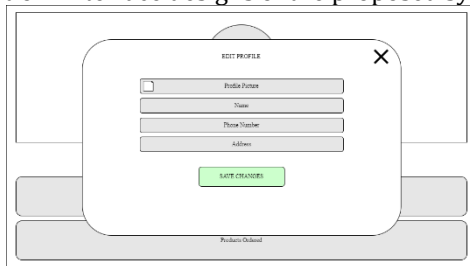 EDIT PROFILE
Profile Picture
Name
Phone Number
Address
SAVE CHANGES
Products Ordered